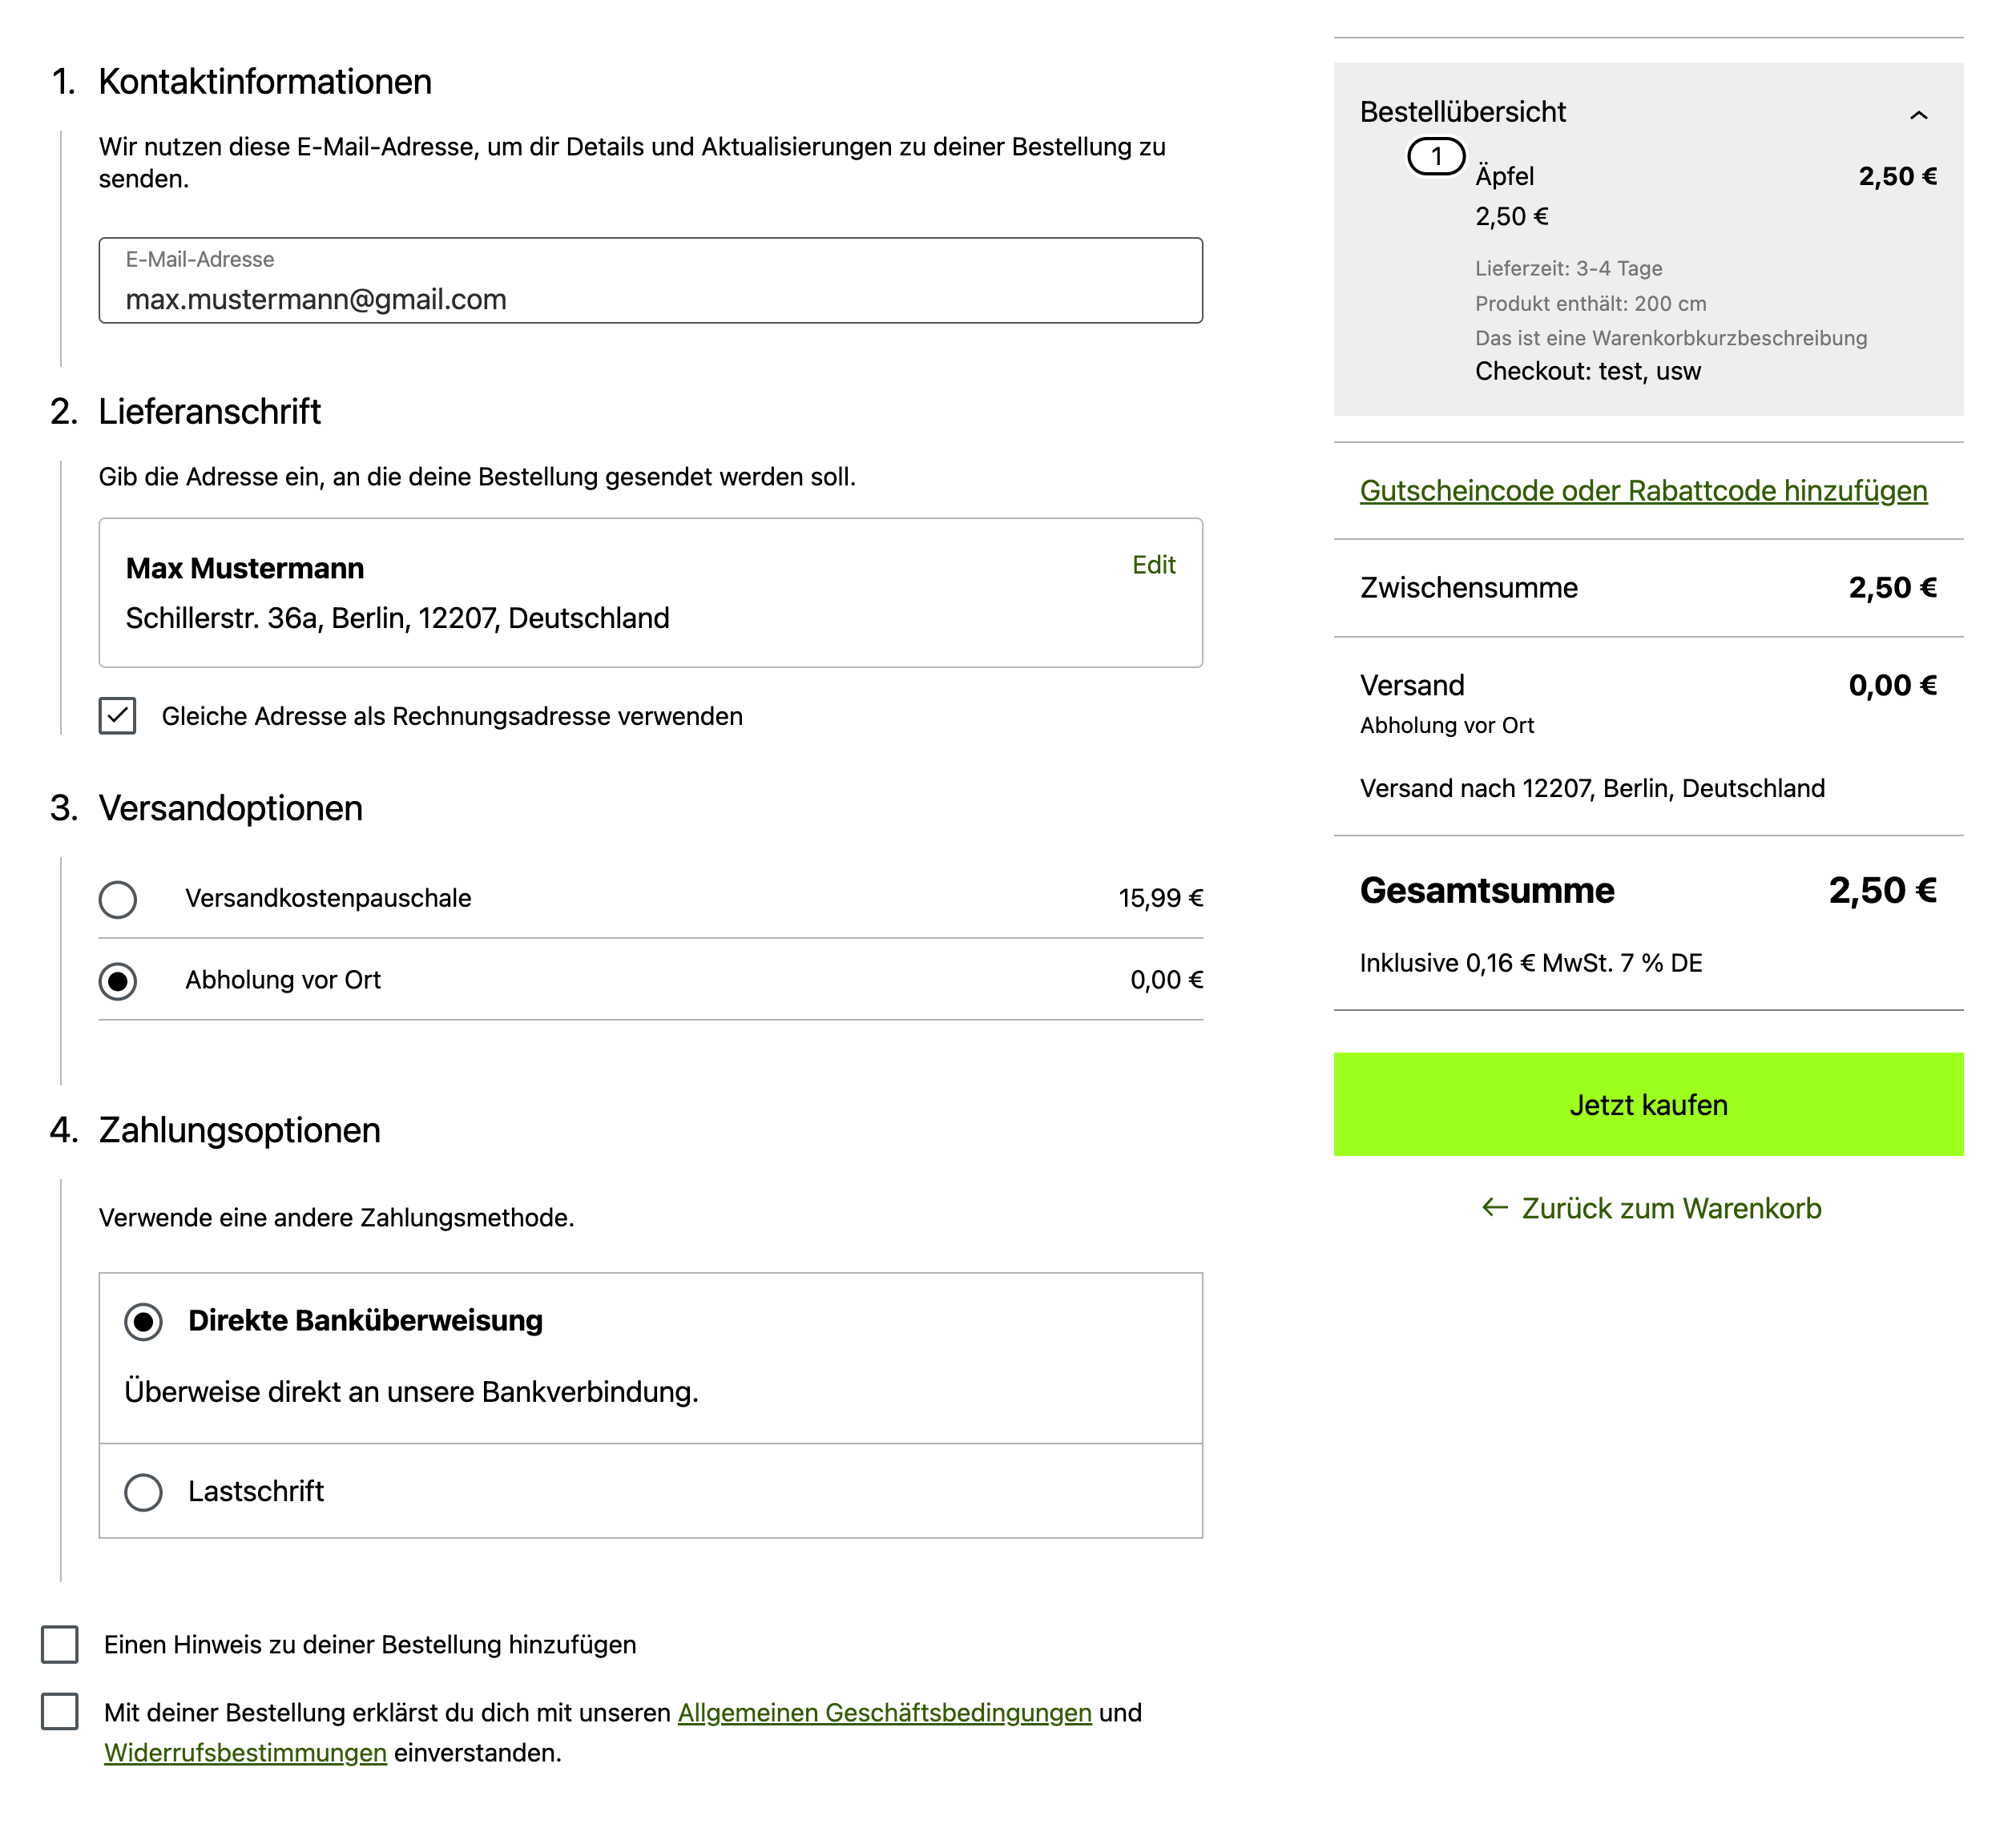 1. Kontaktinformationen
Wir nutzen diese E-Mail-Adresse, um dir Details und Aktualisierungen zu deiner Bestellung zu
senden.
E-Mail-Adresse
max.mustermann@gmail.com
2. Lieferanschrift
Gib die Adresse ein, an die deine Bestellung gesendet werden soll.
Max Mustermann Edit
Schillerstr. 36a, Berlin, 12207, Deutschland
Gleiche Adresse als Rechnungsadresse verwenden
3. Versandoptionen
Versandkostenpauschale 15,99 €
Abholung vor Ort 0,00 €
4. Zahlungsoptionen
Verwende eine andere Zahlungsmethode.
Direkte Banküberweisung
Überweise direkt an unsere Bankverbindung.
Lastschrift
Einen Hinweis zu deiner Bestellung hinzufügen
Mit deiner Bestellung erklärst du dich mit unseren Allgemeinen Geschäftsbedingungen und
Widerrufsbestimmungen einverstanden.
Bestellübersicht
1
Äpfel 2,50 €
2,50 €
Lieferzeit: 3-4 Tage
Produkt enthält: 200 cm
Das ist eine Warenkorbkurzbeschreibung
Checkout: test, usw
Gutscheincode oder Rabattcode hinzufügen
Zwischensumme 2,50 €
Versand 0,00 €
Abholung vor Ort
Versand nach 12207, Berlin, Deutschland
Gesamtsumme 2,50 €
Inklusive 0,16 € MwSt. 7 % DE
Jetzt kaufen
← Zurück zum Warenkorb